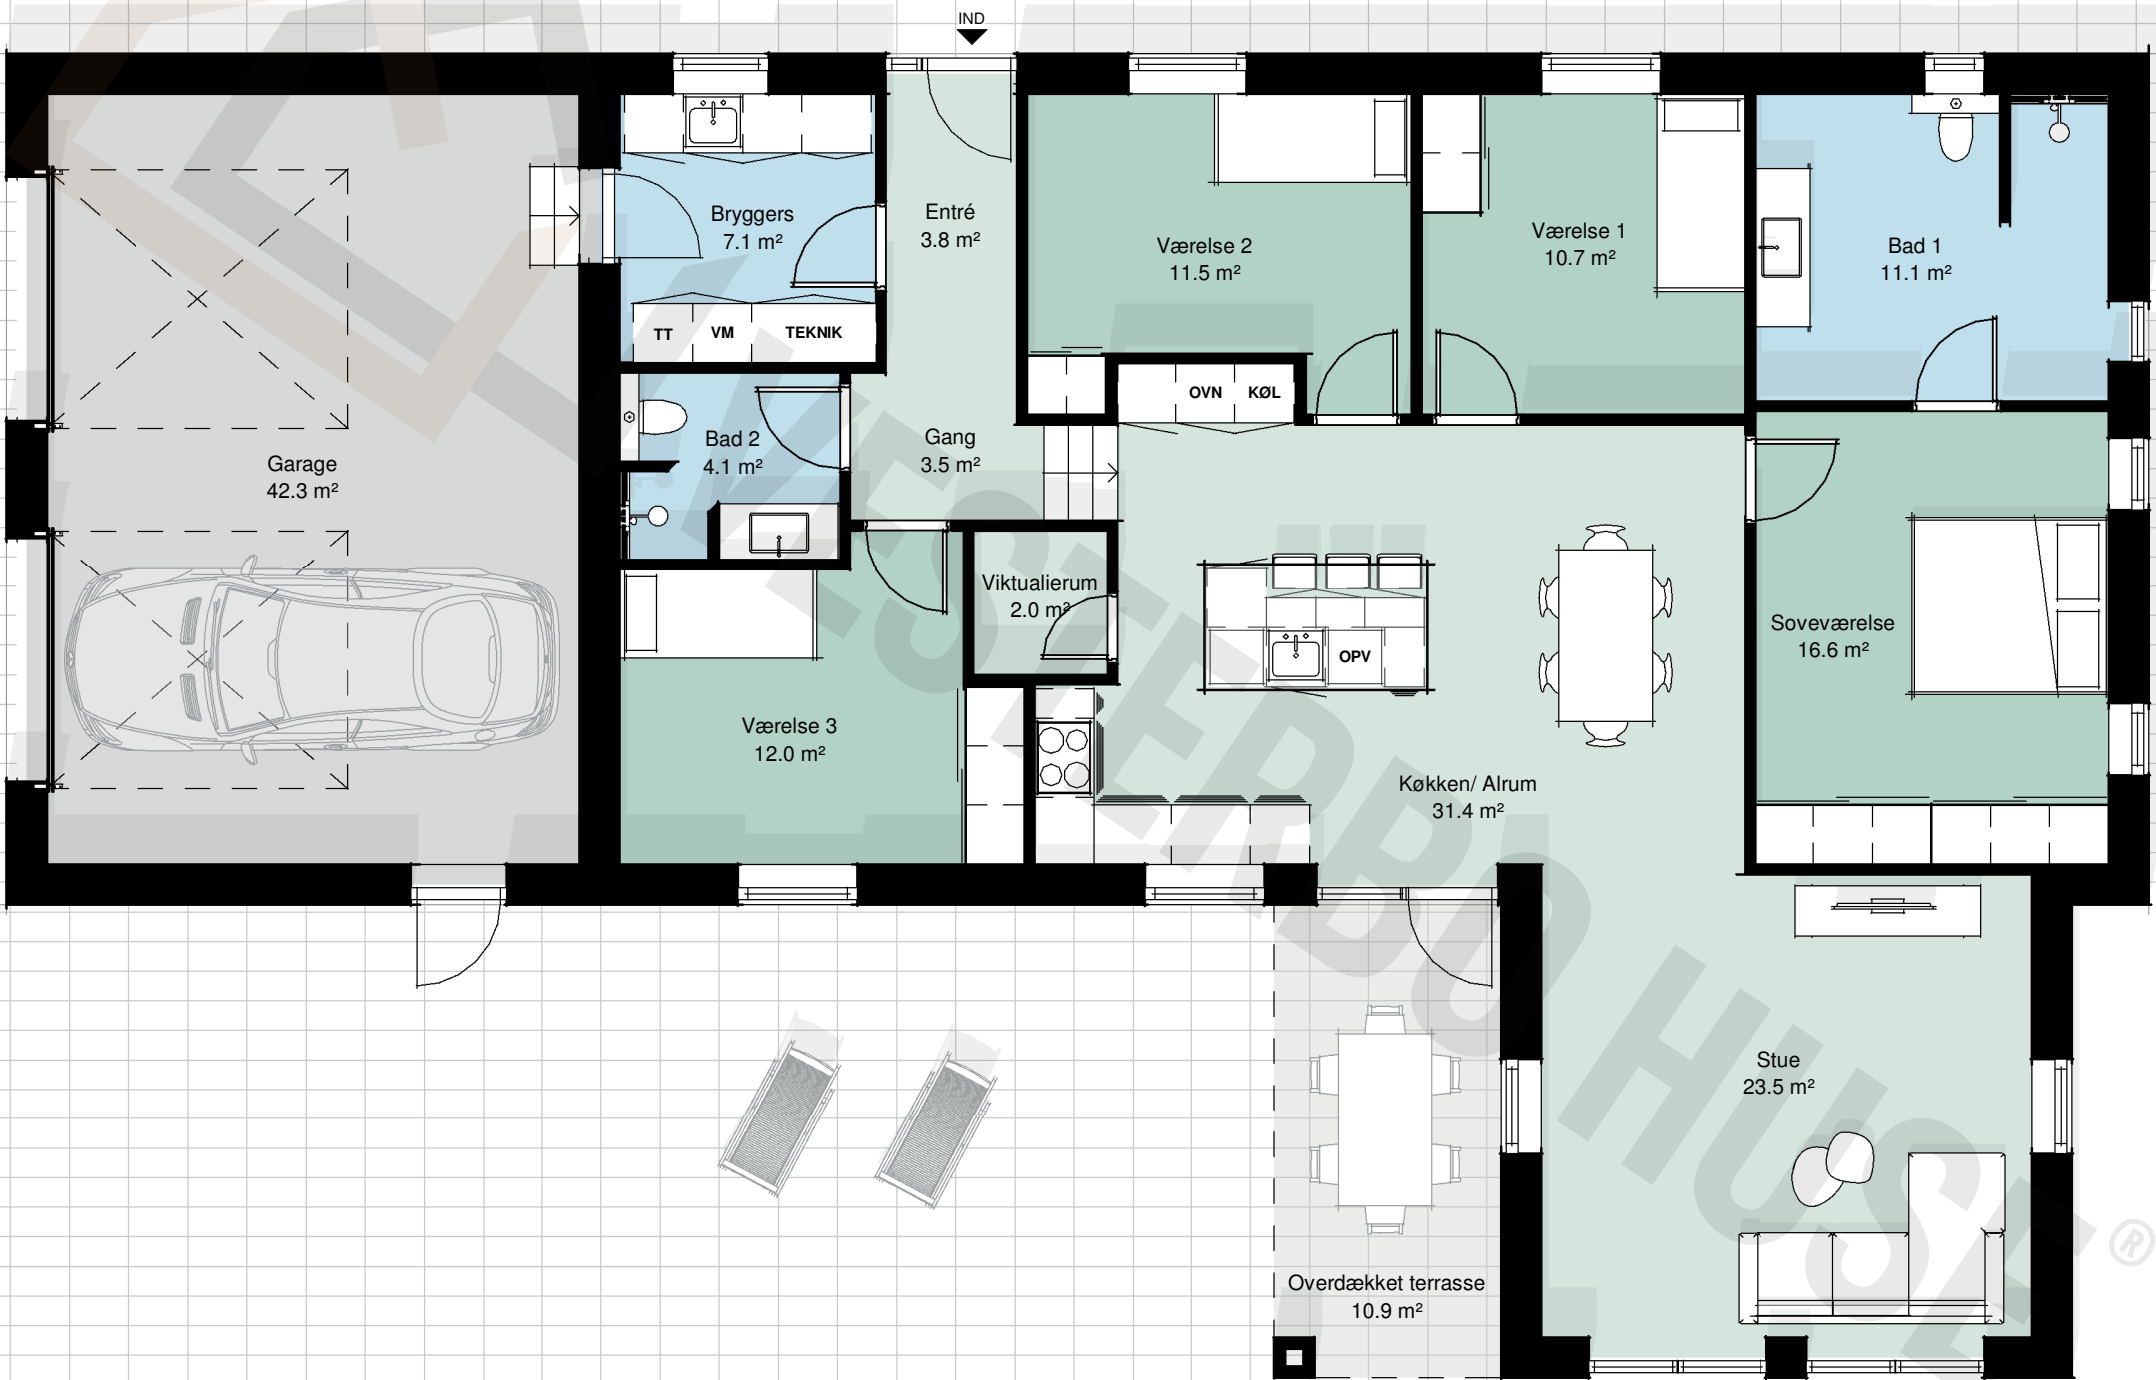 IND
Bryggers
7.1 m²
TT
VM
TEKNIK
Entré
3.8 m²
Værelse 2
11.5 m²
Værelse 1
10.7 m²
Bad 1
11.1 m²
OVN
KØL
Bad 2
4.1 m²
Gang
3.5 m²
Garage
42.3 m²
Viktualierum
2.0 m²
OPV
Soveværelse
16.6 m²
Værelse 3
12.0 m²
Køkken/ Alrum
31.4 m²
Stue
23.5 m²
Overdækket terrasse
10.9 m²
VESTERBO HUSE®